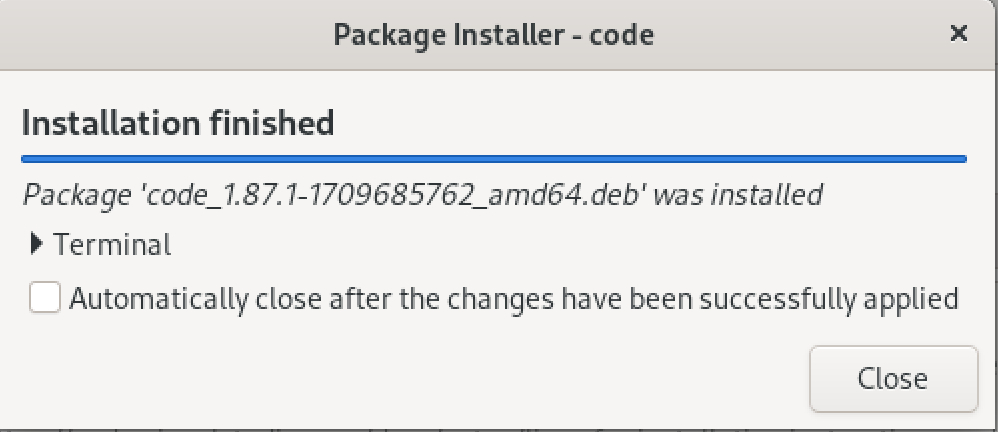 Package Installer - code
Installation finished
Package 'code_1.87.1-1709685762_amd64.deb' was installed
Terminal
Automatically close after the changes have been successfully applied
Close